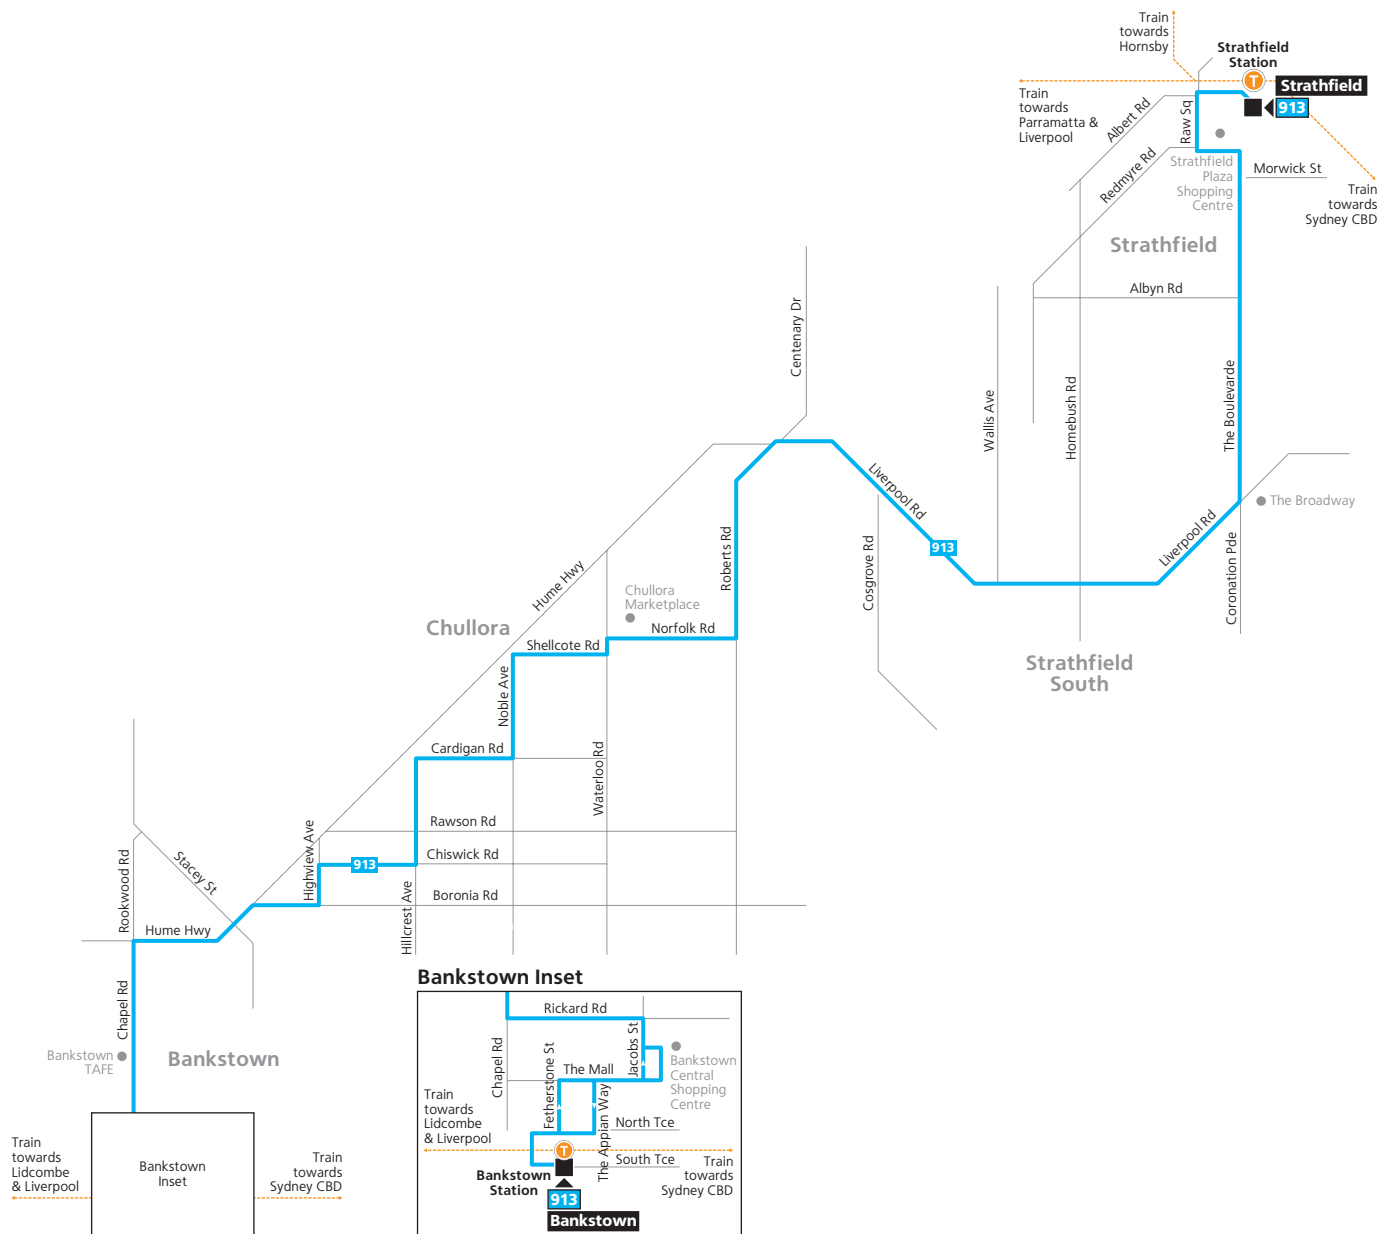 Train
towards
Hornsby
Strathfield
Station
T
Strathfield
913
Train
towards
Parramatta &
Liverpool
Albert Rd
Raw Sq
Redmyre Rd
Strathfield
Plaza
Shopping
Centre
Morwick St
Train
towards
Sydney CBD
Strathfield
Albyn Rd
Centenary Dr
Wallis Ave
Homebush Rd
The Boulevarde
Liverpool Rd
The Broadway
Liverpool Rd
Coronation Pde
913
Cosgrove Rd
Roberts Rd
Hume Hwy
Chullora
Marketplace
Chullora
Norfolk Rd
Shellcote Rd
Strathfield
South
Noble Ave
Cardigan Rd
Waterloo Rd
Rawson Rd
Highview Ave
Chiswick Rd
913
Stacey St
Rookwood Rd
Boronia Rd
Hillcrest Ave
Hume Hwy
Chapel Rd
Bankstown
TAFE
Bankstown
Train
towards
Lidcombe
& Liverpool
Bankstown
Inset
Train
towards
Sydney CBD
Bankstown Inset
Rickard Rd
Jacobs St
Chapel Rd
Fetherstone St
The Mall
Bankstown
Central
Shopping
Centre
The Appian Way
Train
towards
Lidcombe
& Liverpool
North Tce
T
South Tce
Train
towards
Sydney CBD
Bankstown
Station
913
Bankstown